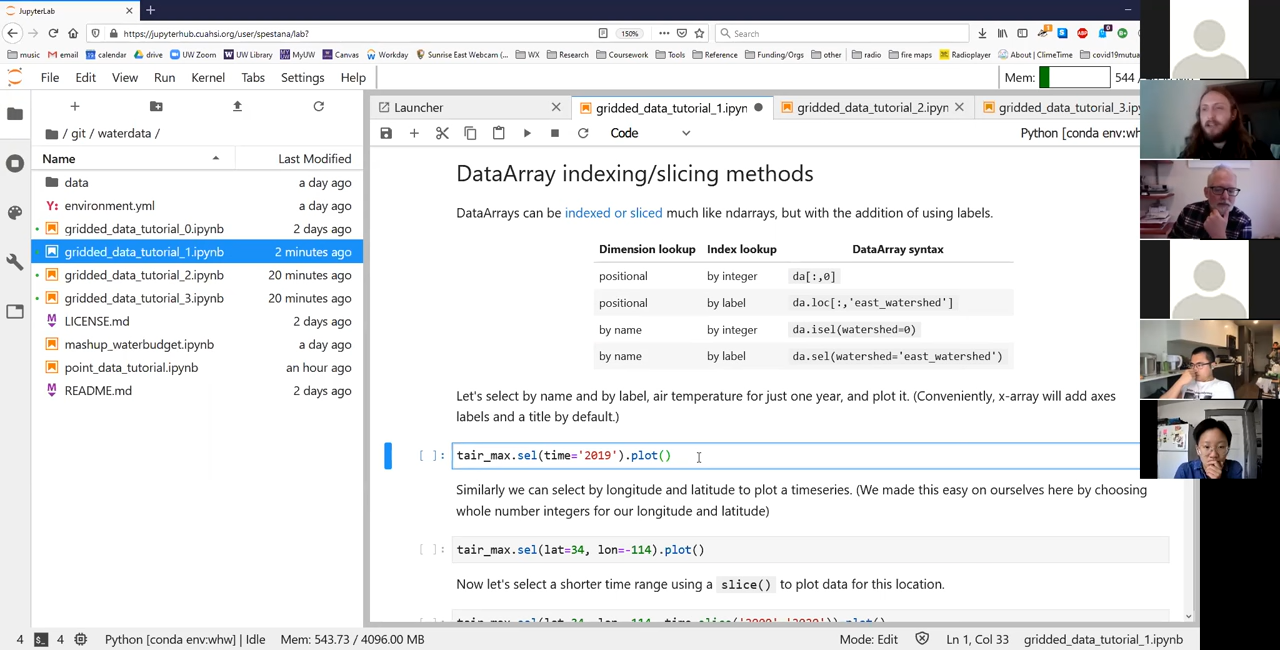 JupyterLab
https://jupyterhub.cuahsi.org/user/spestana/lab?
150%
Search
music
email
calendar
drive
UW Zoom
UW Library
MyUW
Canvas
Workday
Sunrise East Webcam (...
WX
Research
Coursework
Tools
Reference
Funding/Orgs
other
radio
fire maps
Radioplayer
About | ClimeTime
covid19mutua
File Edit View Run Kernel Tabs Settings Help
Mem: 544 /
Launcher
gridded_data_tutorial_1.ipyn
gridded_data_tutorial_2.ipyn
gridded_data_tutorial_3.ip
Code
Python [conda env:wh
/ git / waterdata /
Name Last Modified
data a day ago
Y: environment.yml a day ago
gridded_data_tutorial_0.ipynb 2 days ago
gridded_data_tutorial_1.ipynb 2 minutes ago
gridded_data_tutorial_2.ipynb 20 minutes ago
gridded_data_tutorial_3.ipynb 20 minutes ago
LICENSE.md 2 days ago
mashup_waterbudget.ipynb a day ago
point_data_tutorial.ipynb an hour ago
README.md 2 days ago
DataArray indexing/slicing methods
DataArrays can be indexed or sliced much like ndarrays, but with the addition of using labels.
Dimension lookup Index lookup DataArray syntax
positional by integer da[:,0]
positional by label da.loc[:,'east_watershed']
by name by integer da.isel(watershed=0)
by name by label da.sel(watershed='east_watershed')
Let's select by name and by label, air temperature for just one year, and plot it. (Conveniently, x-array will add axes
labels and a title by default.)
[ ]: tair_max.sel(time='2019').plot()
Similarly we can select by longitude and latitude to plot a timeseries. (We made this easy on ourselves here by choosing
whole number integers for our longitude and latitude)
[ ]: tair_max.sel(lat=34, lon=-114).plot()
Now let's select a shorter time range using a slice() to plot data for this location.
4 4 Python [conda env:whw] | Idle Mem: 543.73 / 4096.00 MB
Mode: Edit Ln 1, Col 33 gridded_data_tutorial_1.ipynb